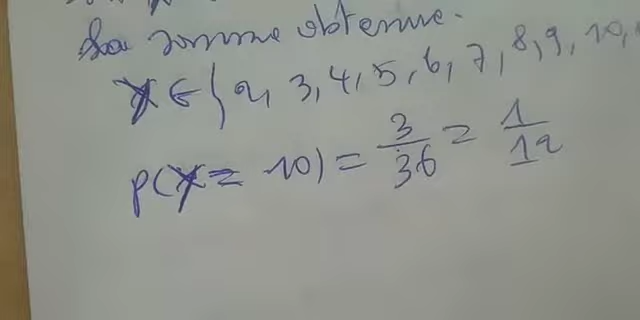 La somme obtenue.
X ∈ { 2, 3, 4, 5, 6, 7, 8, 9, 10,
p(X = 10) = 3/36 = 1/12